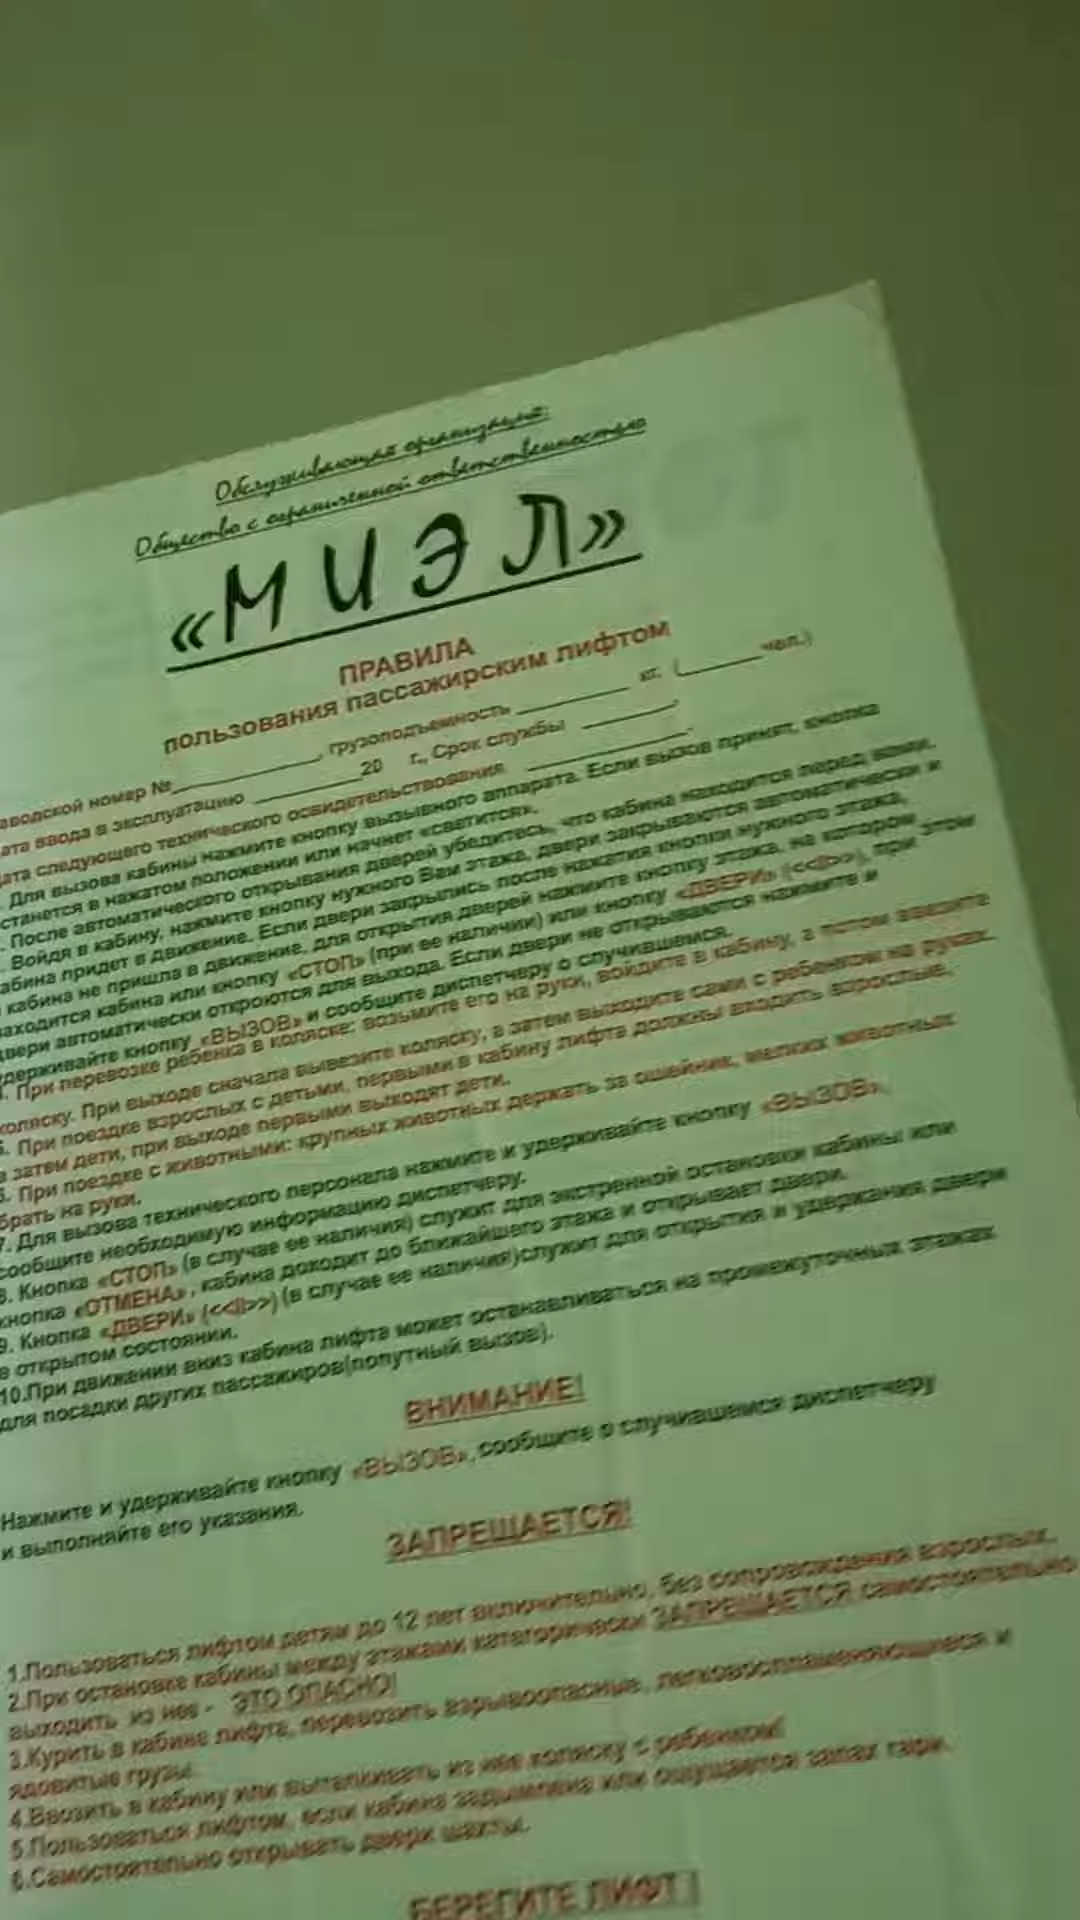 Обслуживающая организация:
Общество с ограниченной ответственностью
«МИЭЛ»
ПРАВИЛА
пользования пассажирским лифтом
аводской номер №____________, грузоподъемность ________ кг. (______чел.)
ата ввода в эксплуатацию ________20 г., Срок службы ________,
ата следующего технического освидетельствования ____________.
. Для вызова кабины нажмите кнопку вызывного аппарата. Если вызов принят, кнопка
станется в нажатом положении или начнет «светится».
. После автоматического открывания дверей убедитесь, что кабина находится перед вами.
. Войдя в кабину, нажмите кнопку нужного Вам этажа, двери закрываются автоматически и
абина придет в движение. Если двери закрылись после нажатия кнопки нужного этажа,
кабина не пришла в движение, для открытия дверей нажмите кнопку этажа, на котором
аходится кабина или кнопку «СТОП» (при ее наличии) или кнопку «ДВЕРИ» (<<||>>), при этом
двери автоматически откроются для выхода. Если двери не открываются нажмите и
удерживайте кнопку «ВЫЗОВ» и сообщите диспетчеру о случившемся.
. При перевозке ребенка в коляске: возьмите его на руки, войдите в кабину, а потом введите
коляску. При выходе сначала вывезите коляску, а затем выходите сами с ребенком на руках.
5. При поездке взрослых с детьми, первыми в кабину лифта должны входить взрослые,
а затем дети, при выходе первыми выходят дети.
6. При поездке с животными: крупных животных держать за ошейник, мелких животных
брать на руки.
7. Для вызова технического персонала нажмите и удерживайте кнопку «ВЫЗОВ»,
сообщите необходимую информацию диспетчеру.
8. Кнопка «СТОП» (в случае ее наличия) служит для экстренной остановки кабины или
кнопка «ОТМЕНА», кабина доходит до ближайшего этажа и открывает двери.
9. Кнопка «ДВЕРИ» (<<||>>) (в случае ее наличия)служит для открытия и удержания двери
в открытом состоянии.
10.При движении вниз кабина лифта может останавливаться на промежуточных этажах
для посадки других пассажиров(попутный вызов).
ВНИМАНИЕ!
Нажмите и удерживайте кнопку «ВЫЗОВ», сообщите о случившемся диспетчеру
и выполняйте его указания.
ЗАПРЕЩАЕТСЯ!
1.Пользоваться лифтом детям до 12 лет включительно, без сопровождения взрослых.
2.При остановке кабины между этажами категорически ЗАПРЕЩАЕТСЯ самостоятельно
выходить из нее - ЭТО ОПАСНО!
3.Курить в кабине лифта, перевозить взрывоопасные, легковоспламеняющиеся и
ядовитые грузы.
4.Ввозить в кабину или выталкивать из нее коляску с ребенком!
5.Пользоваться лифтом, если кабина задымлена или ощущается запах гари.
6.Самостоятельно открывать двери шахты.
БЕРЕГИТЕ ЛИФТ !